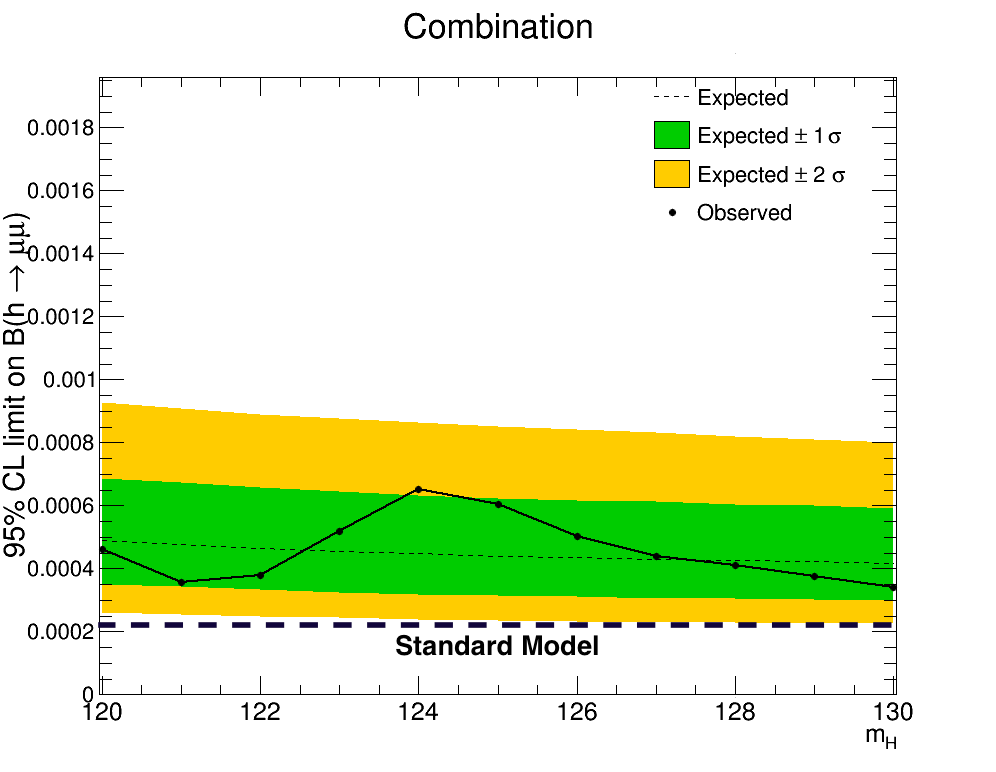 Combination
95% CL limit on B(h → μμ)
0.0018
0.0016
0.0014
0.0012
0.001
0.0008
0.0006
0.0004
0.0002
0
Expected
Expected ± 1 σ
Expected ± 2 σ
Observed
Standard Model
120 122 124 126 128 130
m_H